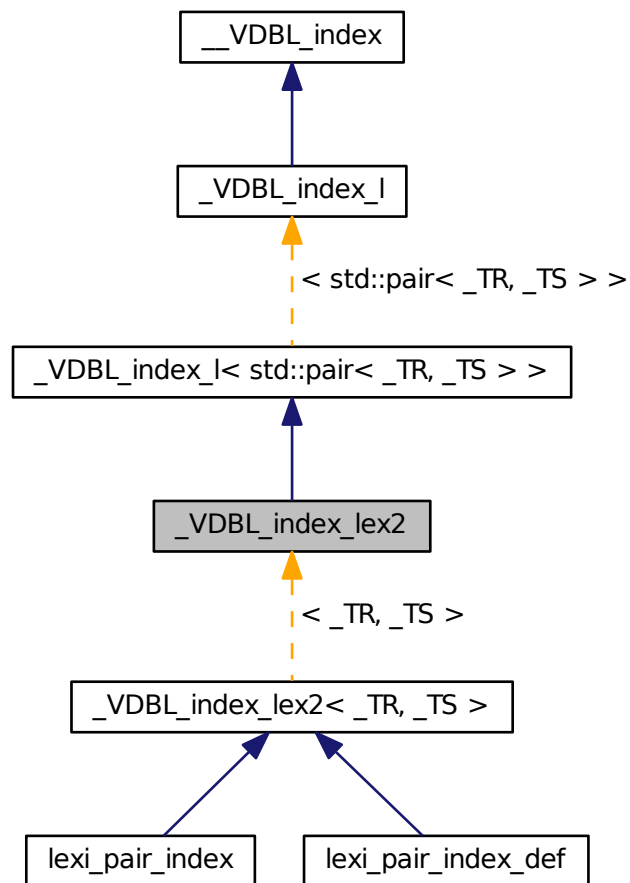 __VDBL_index
_VDBL_index_l
< std::pair< _TR, _TS > >
_VDBL_index_l< std::pair< _TR, _TS > >
_VDBL_index_lex2
< _TR, _TS >
_VDBL_index_lex2< _TR, _TS >
lexi_pair_index
lexi_pair_index_def